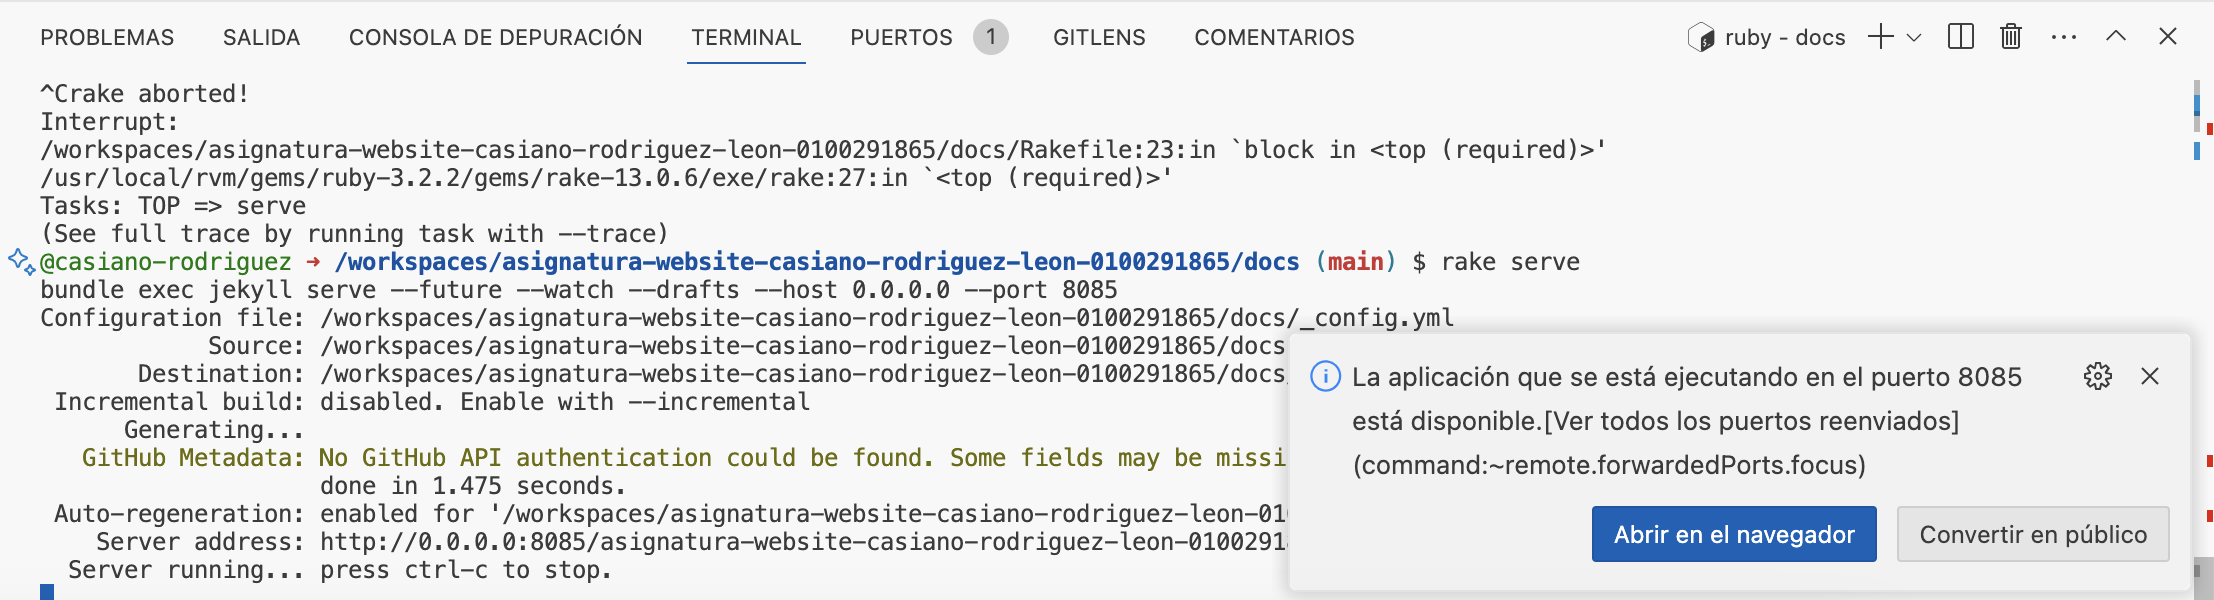 PROBLEMAS SALIDA CONSOLA DE DEPURACIÓN TERMINAL PUERTOS 1 GITLENS COMENTARIOS ruby - docs
^Crake aborted!
Interrupt:
/workspaces/asignatura-website-casiano-rodriguez-leon-0100291865/docs/Rakefile:23:in `block in <top (required)>'
/usr/local/rvm/gems/ruby-3.2.2/gems/rake-13.0.6/exe/rake:27:in `<top (required)>'
Tasks: TOP => serve
(See full trace by running task with --trace)
@casiano-rodriguez ➜ /workspaces/asignatura-website-casiano-rodriguez-leon-0100291865/docs (main) $ rake serve
bundle exec jekyll serve --future --watch --drafts --host 0.0.0.0 --port 8085
Configuration file: /workspaces/asignatura-website-casiano-rodriguez-leon-0100291865/docs/_config.yml
Source: /workspaces/asignatura-website-casiano-rodriguez-leon-0100291865/docs
Destination: /workspaces/asignatura-website-casiano-rodriguez-leon-0100291865/docs/
Incremental build: disabled. Enable with --incremental
Generating...
GitHub Metadata: No GitHub API authentication could be found. Some fields may be missi
done in 1.475 seconds.
Auto-regeneration: enabled for '/workspaces/asignatura-website-casiano-rodriguez-leon-01
Server address: http://0.0.0.0:8085/asignatura-website-casiano-rodriguez-leon-0100291
Server running... press ctrl-c to stop.
La aplicación que se está ejecutando en el puerto 8085
está disponible.[Ver todos los puertos reenviados]
(command:~remote.forwardedPorts.focus)
Abrir en el navegador Convertir en público